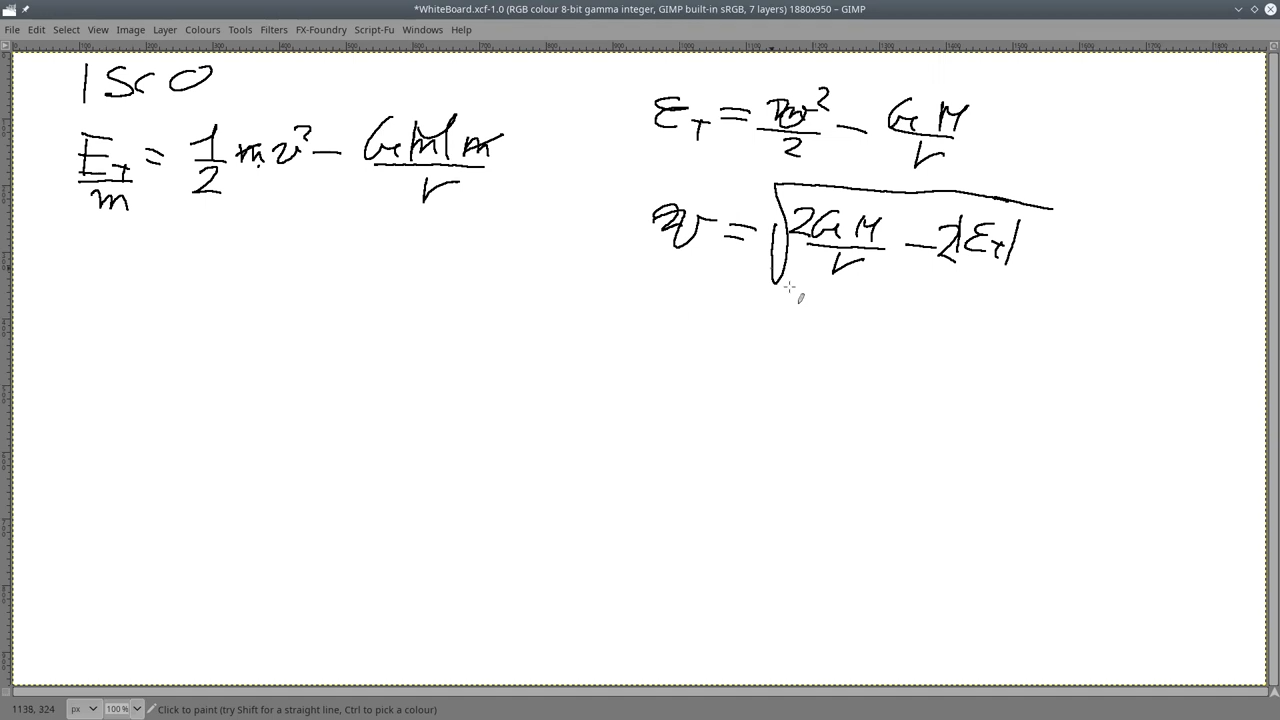 *WhiteBoard.xcf-1.0 (RGB colour 8-bit gamma integer, GIMP built-in sRGB, 7 layers) 1880x950 – GIMP
File Edit Select View Image Layer Colours Tools Filters FX-Foundry Script-Fu Windows Help
ISCO
E_T/m = 1/2 m v² − GMm/r
ε_T = v²/2 − GM/r
v = √(2GM/r − 2|ε_T|)
1138, 324 px 100% Click to paint (try Shift for a straight line, Ctrl to pick a colour)